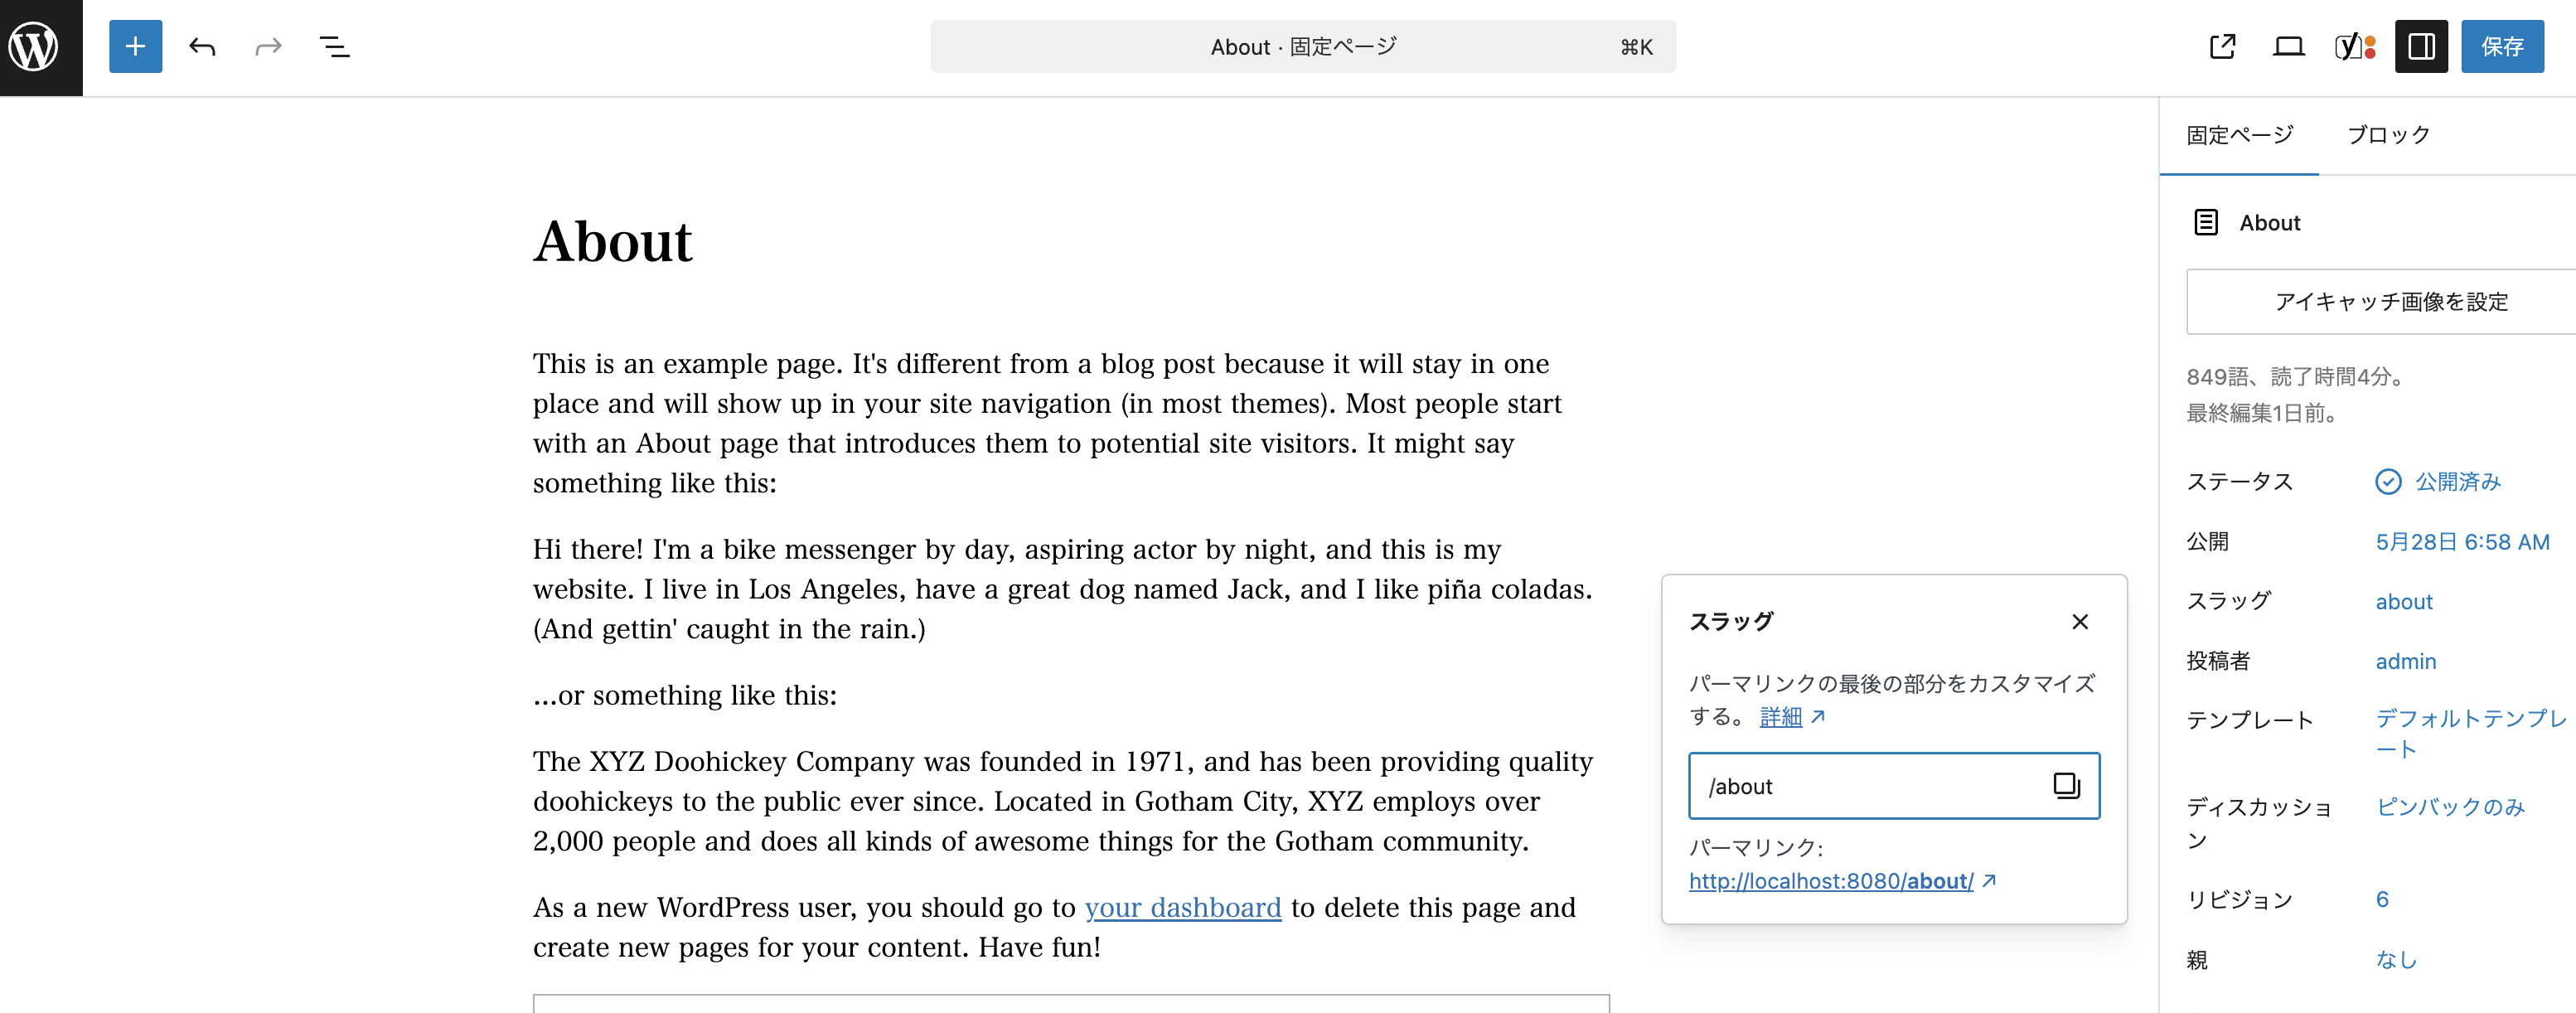 About · 固定ページ
⌘K
保存
固定ページ
ブロック
About
This is an example page. It's different from a blog post because it will stay in one
place and will show up in your site navigation (in most themes). Most people start
with an About page that introduces them to potential site visitors. It might say
something like this:
Hi there! I'm a bike messenger by day, aspiring actor by night, and this is my
website. I live in Los Angeles, have a great dog named Jack, and I like piña coladas.
(And gettin' caught in the rain.)
...or something like this:
The XYZ Doohickey Company was founded in 1971, and has been providing quality
doohickeys to the public ever since. Located in Gotham City, XYZ employs over
2,000 people and does all kinds of awesome things for the Gotham community.
As a new WordPress user, you should go to your dashboard to delete this page and
create new pages for your content. Have fun!
スラッグ
パーマリンクの最後の部分をカスタマイズ
する。 詳細 ↗
/about
パーマリンク:
http://localhost:8080/about/ ↗
About
アイキャッチ画像を設定
849語、読了時間4分。
最終編集1日前。
ステータス 公開済み
公開 5月28日 6:58 AM
スラッグ about
投稿者 admin
テンプレート デフォルトテンプレ
ート
ディスカッショ ピンバックのみ
ン
リビジョン 6
親 なし